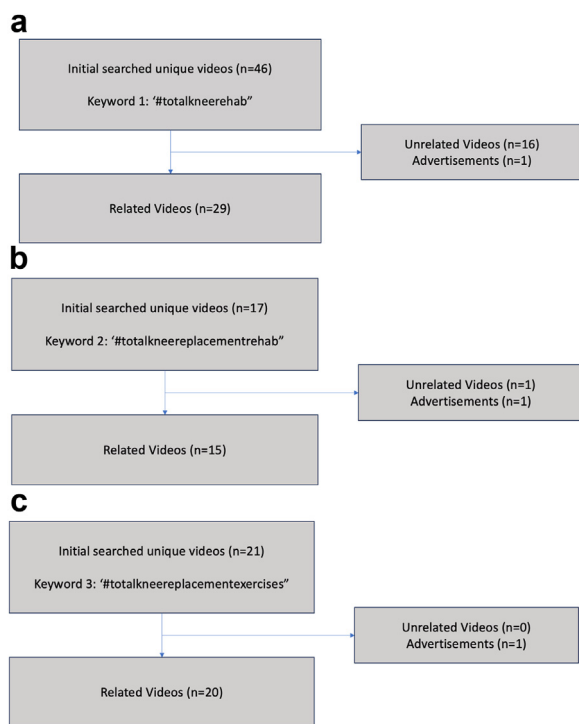 a
Initial searched unique videos (n=46)
Keyword 1: ‘#totalkneerehab”
Unrelated Videos (n=16)
Advertisements (n=1)
Related Videos (n=29)
b
Initial searched unique videos (n=17)
Keyword 2: ‘#totalkneereplacementrehab”
Unrelated Videos (n=1)
Advertisements (n=1)
Related Videos (n=15)
c
Initial searched unique videos (n=21)
Keyword 3: ‘#totalkneereplacementexercises”
Unrelated Videos (n=0)
Advertisements (n=1)
Related Videos (n=20)